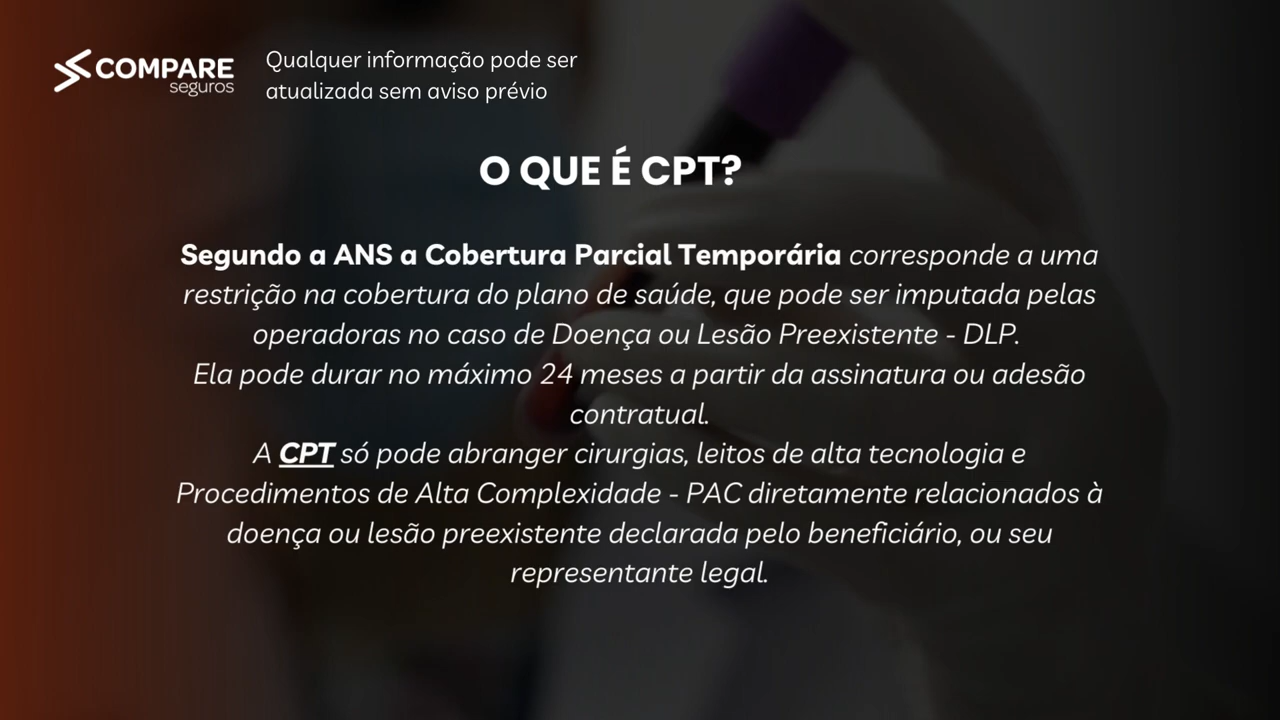 COMPARE
seguros
Qualquer informação pode ser
atualizada sem aviso prévio
O QUE É CPT?
Segundo a ANS a Cobertura Parcial Temporária corresponde a uma
restrição na cobertura do plano de saúde, que pode ser imputada pelas
operadoras no caso de Doença ou Lesão Preexistente - DLP.
Ela pode durar no máximo 24 meses a partir da assinatura ou adesão
contratual.
A CPT só pode abranger cirurgias, leitos de alta tecnologia e
Procedimentos de Alta Complexidade - PAC diretamente relacionados à
doença ou lesão preexistente declarada pelo beneficiário, ou seu
representante legal.